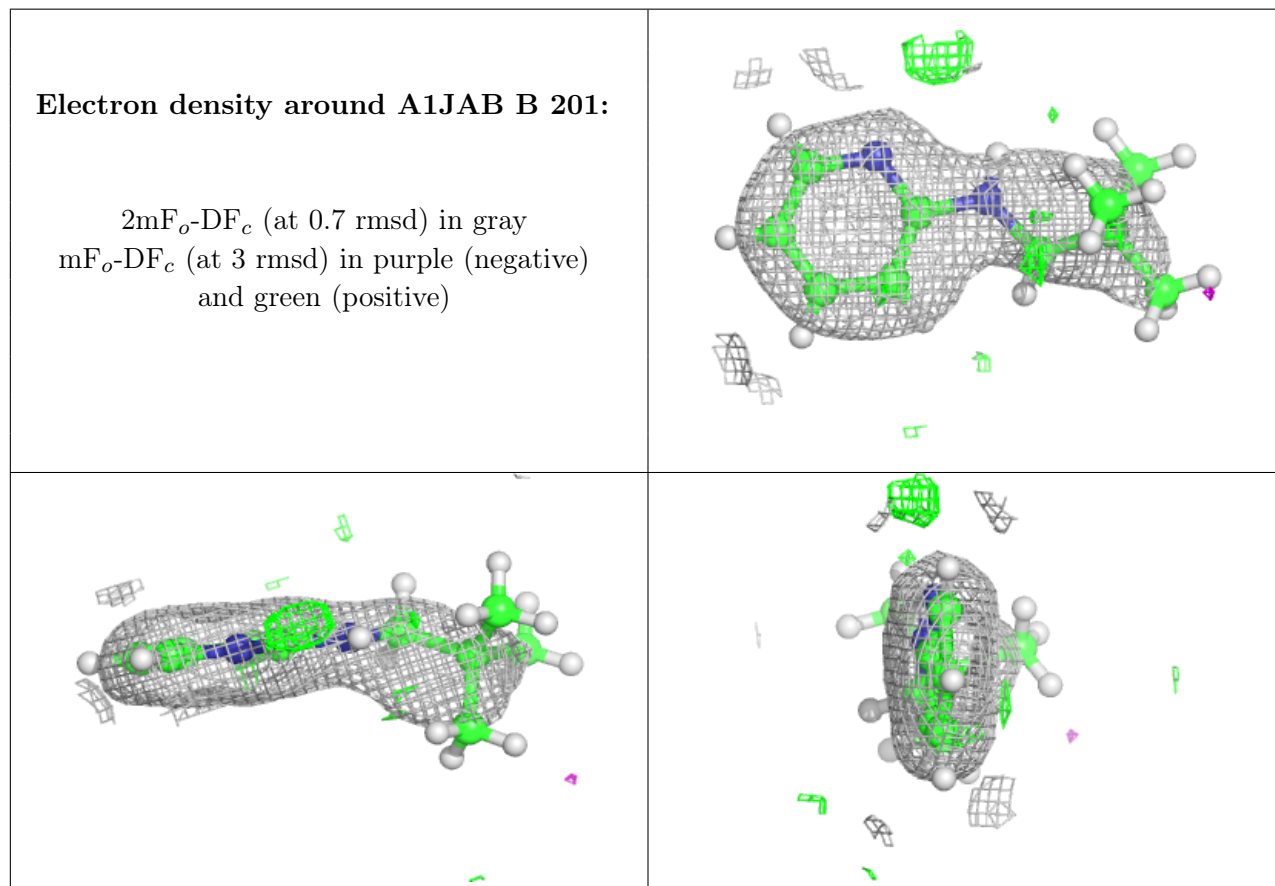 Electron density around A1JAB B 201:
2mFo-DFc (at 0.7 rmsd) in gray
mFo-DFc (at 3 rmsd) in purple (negative)
and green (positive)